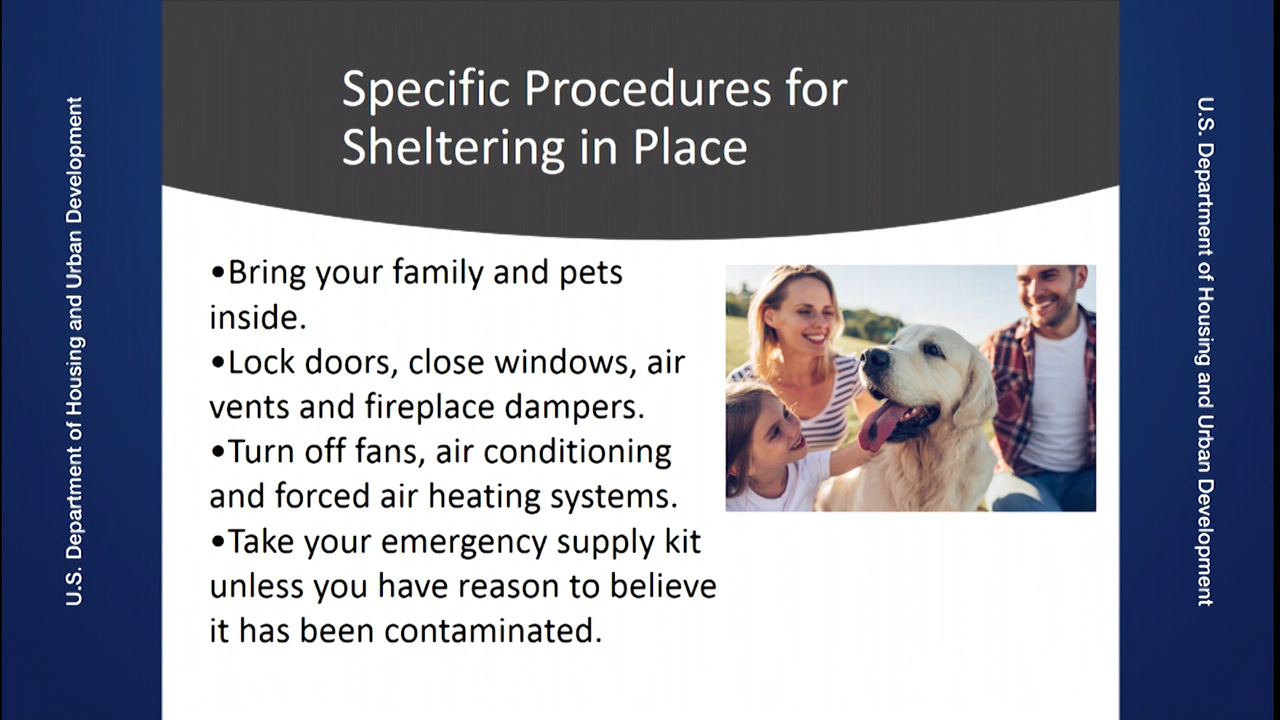 U.S. Department of Housing and Urban Development
Specific Procedures for
Sheltering in Place
•Bring your family and pets
inside.
•Lock doors, close windows, air
vents and fireplace dampers.
•Turn off fans, air conditioning
and forced air heating systems.
•Take your emergency supply kit
unless you have reason to believe
it has been contaminated.
U.S. Department of Housing and Urban Development